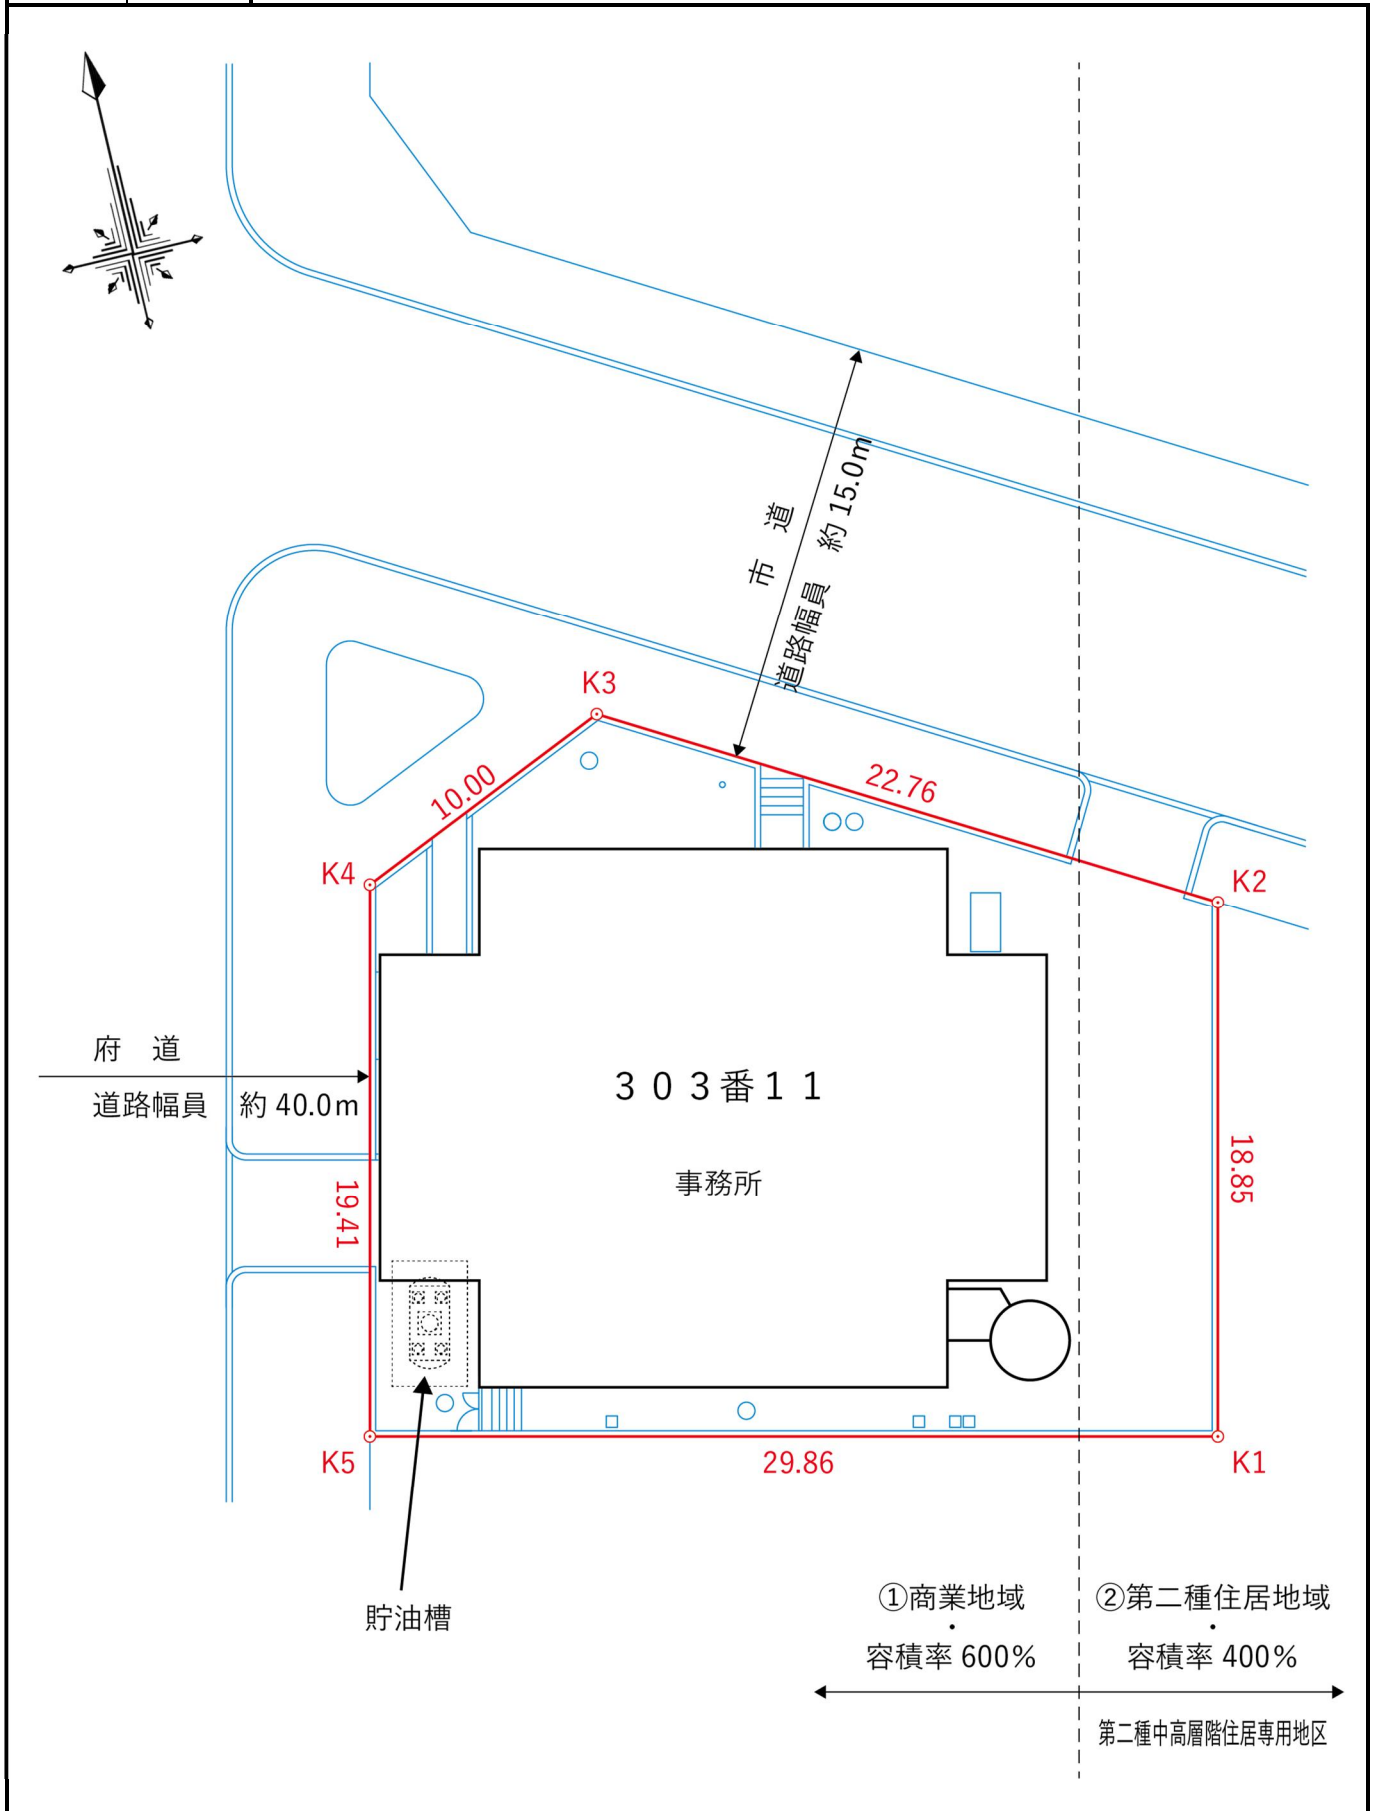 市　道
道路幅員　約 15.0m
K3
10.00
22.76
K4
K2
府　道
道路幅員　約 40.0m
３０３番１１
事務所
18.85
19.41
K5
29.86
K1
貯油槽
①商業地域
・
容積率 600%
②第二種住居地域
・
容積率 400%
第二種中高層階住居専用地区